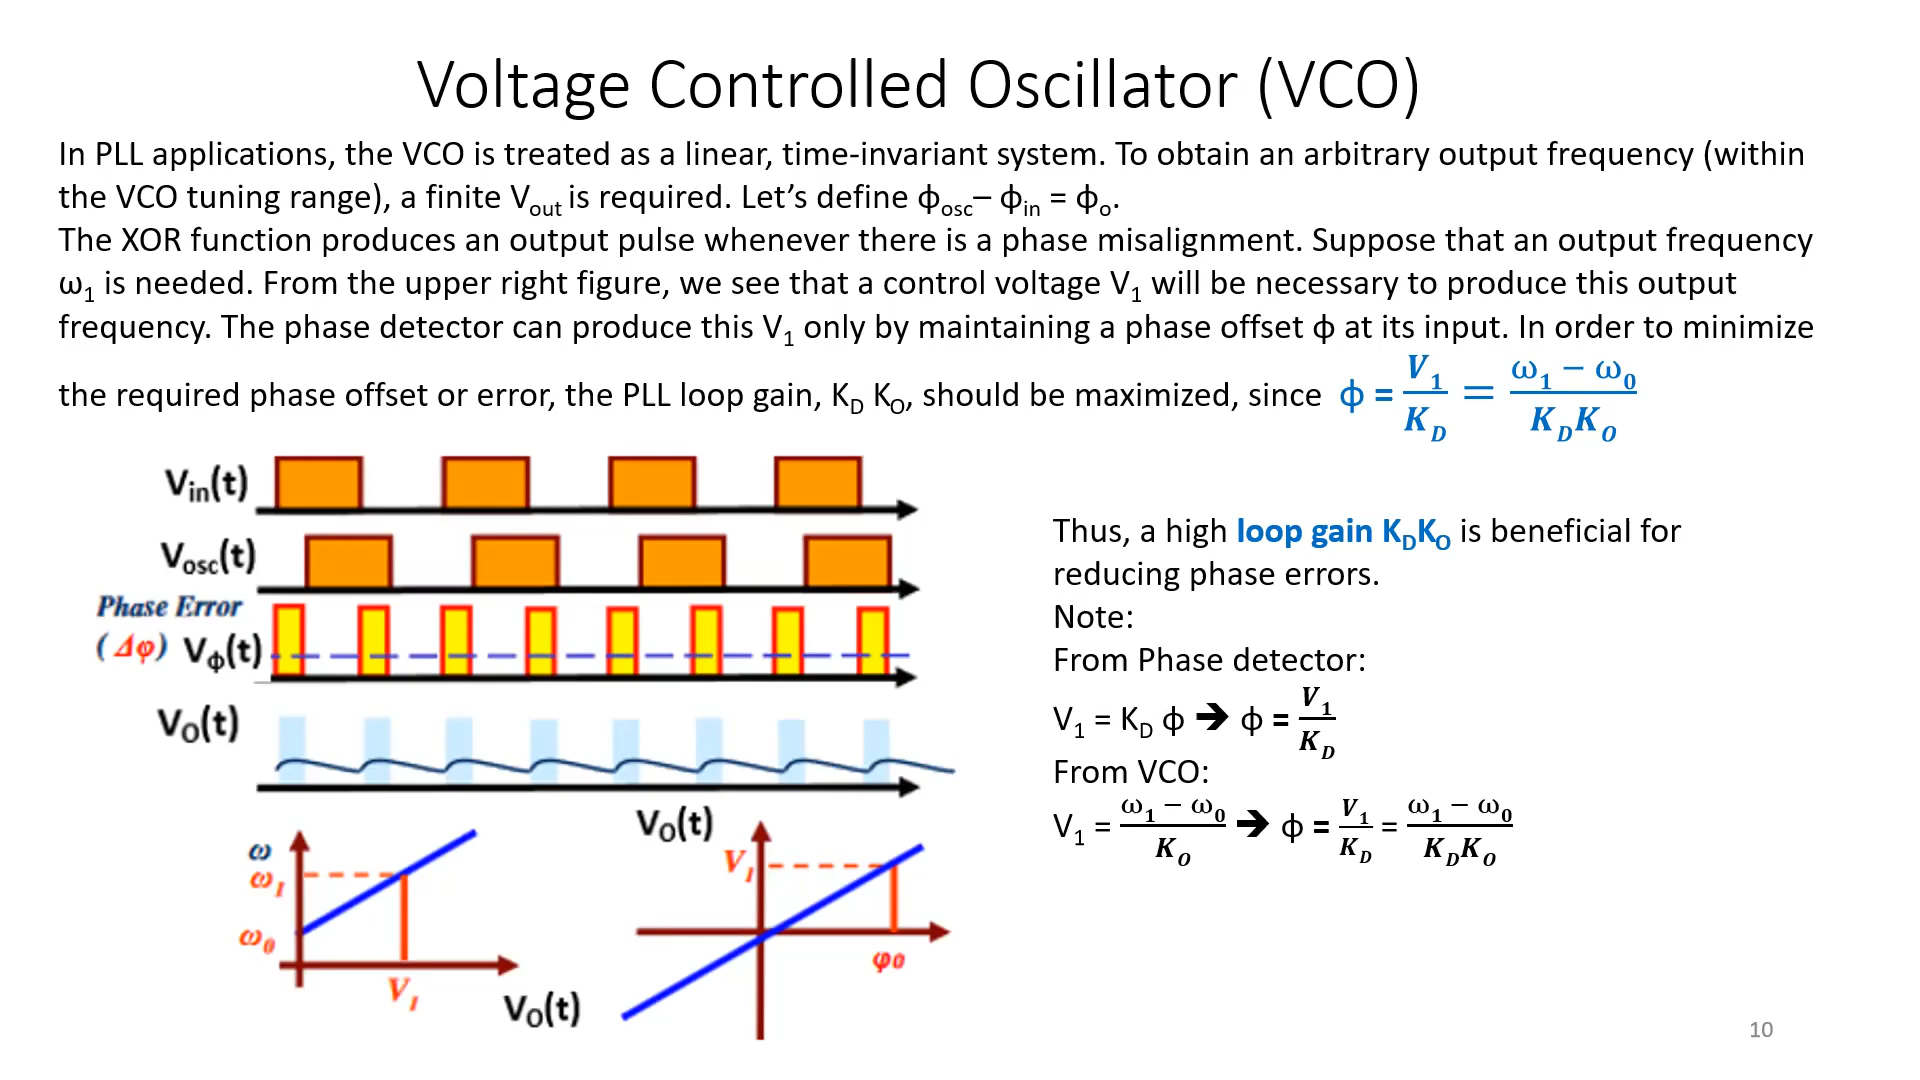 Voltage Controlled Oscillator (VCO)
In PLL applications, the VCO is treated as a linear, time-invariant system. To obtain an arbitrary output frequency (within
the VCO tuning range), a finite Vout is required. Let’s define ϕosc– ϕin = ϕo.
The XOR function produces an output pulse whenever there is a phase misalignment. Suppose that an output frequency
ω1 is needed. From the upper right figure, we see that a control voltage V1 will be necessary to produce this output
frequency. The phase detector can produce this V1 only by maintaining a phase offset ϕ at its input. In order to minimize
the required phase offset or error, the PLL loop gain, KD KO, should be maximized, since ϕ = V1/KD = (ω1 − ω0)/(KDKO)
Vin(t)
Vosc(t)
Phase Error
(Δφ) Vϕ(t)
VO(t)
ω
ω1
ω0
V1
VO(t)
VO(t)
V1
φ0
Thus, a high loop gain KDKO is beneficial for
reducing phase errors.
Note:
From Phase detector:
V1 = KD ϕ 🡲 ϕ = V1/KD
From VCO:
V1 = (ω1 − ω0)/KO 🡲 ϕ = V1/KD = (ω1 − ω0)/(KDKO)
10